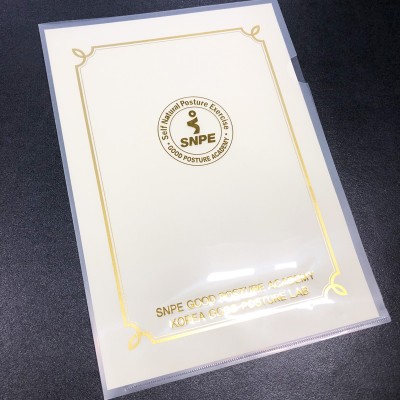 Self Natural Posture Exercise
SNPE
GOOD POSTURE ACADEMY
SNPE GOOD POSTURE ACADEMY
KOREA GOOD POSTURE LAB